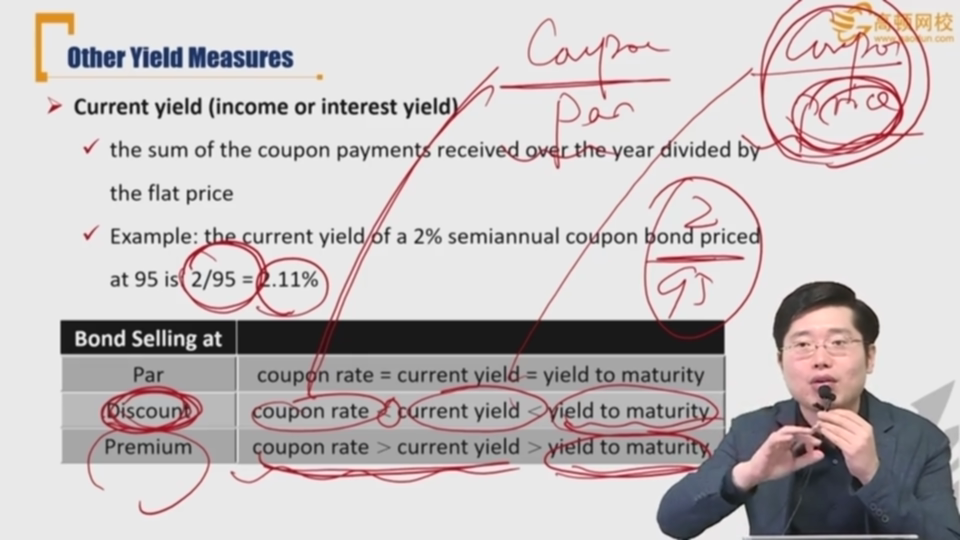 高顿网校
Other Yield Measures
Coupon
Par
Coupon
price
Current yield (income or interest yield)
the sum of the coupon payments received over the year divided by
the flat price
Example: the current yield of a 2% semiannual coupon bond priced
at 95 is 2/95 = 2.11%
2
95
Bond Selling at
Par coupon rate = current yield = yield to maturity
Discount coupon rate < current yield < yield to maturity
Premium coupon rate > current yield > yield to maturity